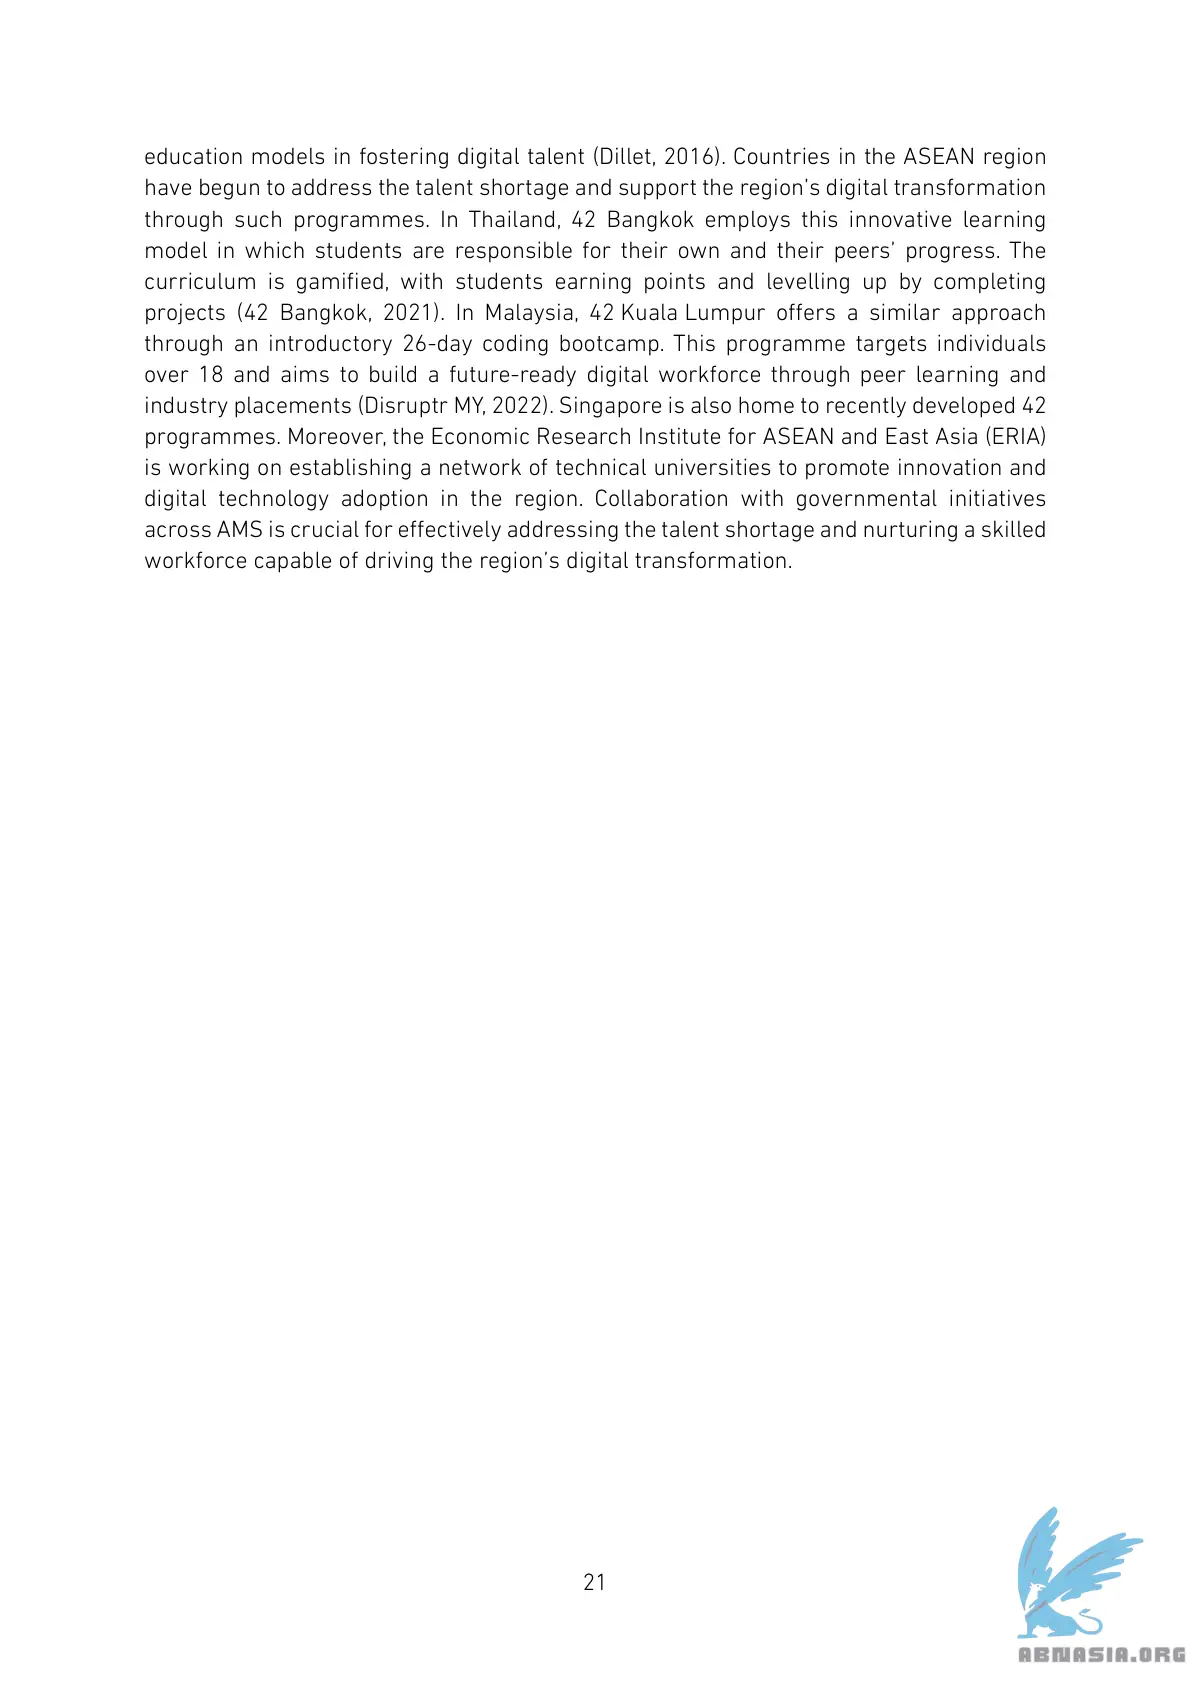 education models in fostering digital talent (Dillet, 2016). Countries in the ASEAN region
have begun to address the talent shortage and support the region's digital transformation
through such programmes. In Thailand, 42 Bangkok employs this innovative learning
model in which students are responsible for their own and their peers' progress. The
curriculum is gamified, with students earning points and levelling up by completing
projects (42 Bangkok, 2021). In Malaysia, 42 Kuala Lumpur offers a similar approach
through an introductory 26-day coding bootcamp. This programme targets individuals
over 18 and aims to build a future-ready digital workforce through peer learning and
industry placements (Disruptr MY, 2022). Singapore is also home to recently developed 42
programmes. Moreover, the Economic Research Institute for ASEAN and East Asia (ERIA)
is working on establishing a network of technical universities to promote innovation and
digital technology adoption in the region. Collaboration with governmental initiatives
across AMS is crucial for effectively addressing the talent shortage and nurturing a skilled
workforce capable of driving the region's digital transformation.
21
ABNASIA.ORG